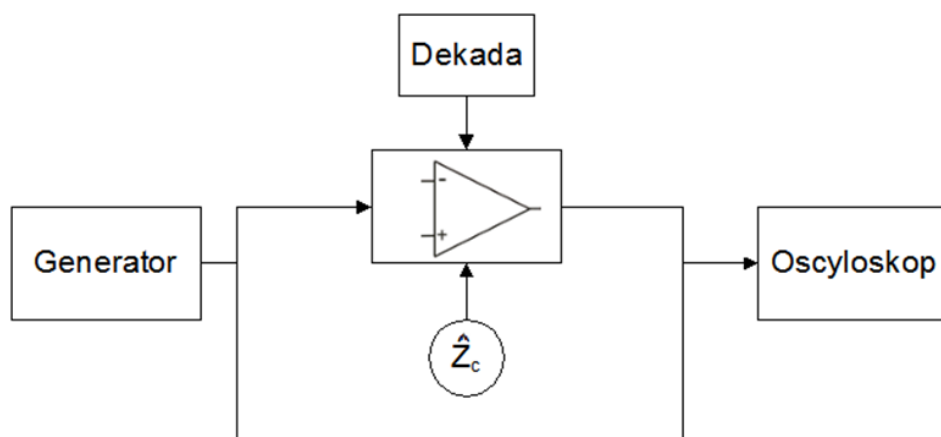 Dekada
-
+
Generator
Oscyloskop
Ẑc